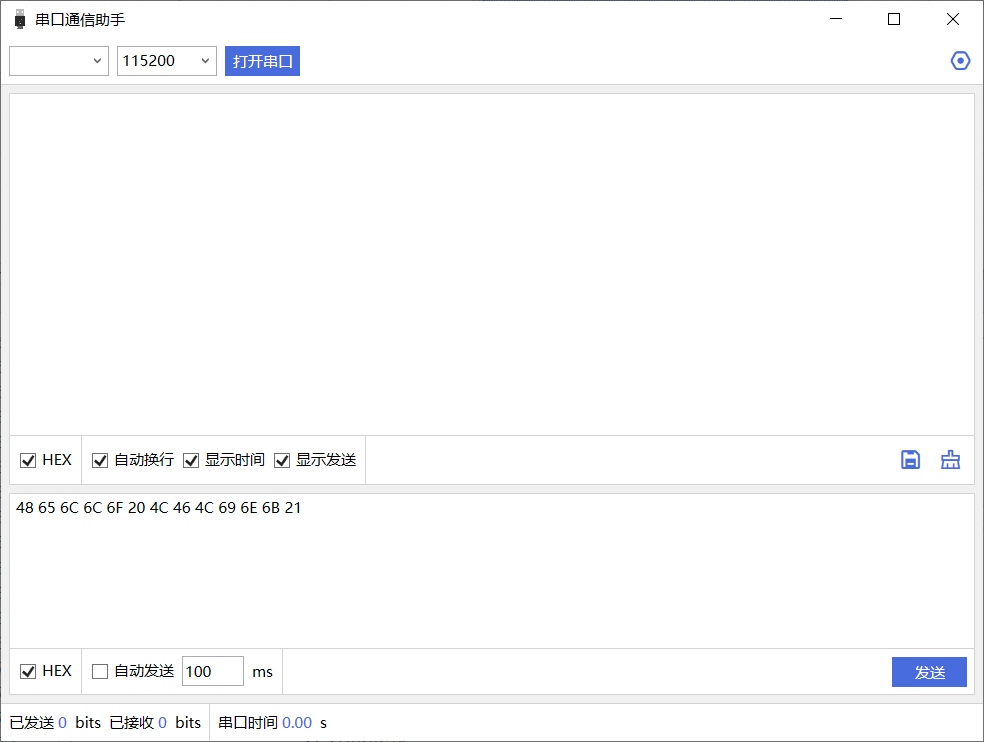 串口通信助手
115200 打开串口
HEX 自动换行 显示时间 显示发送
48 65 6C 6C 6F 20 4C 46 4C 69 6E 6B 21
HEX 自动发送 100 ms 发送
已发送 0 bits 已接收 0 bits 串口时间 0.00 s